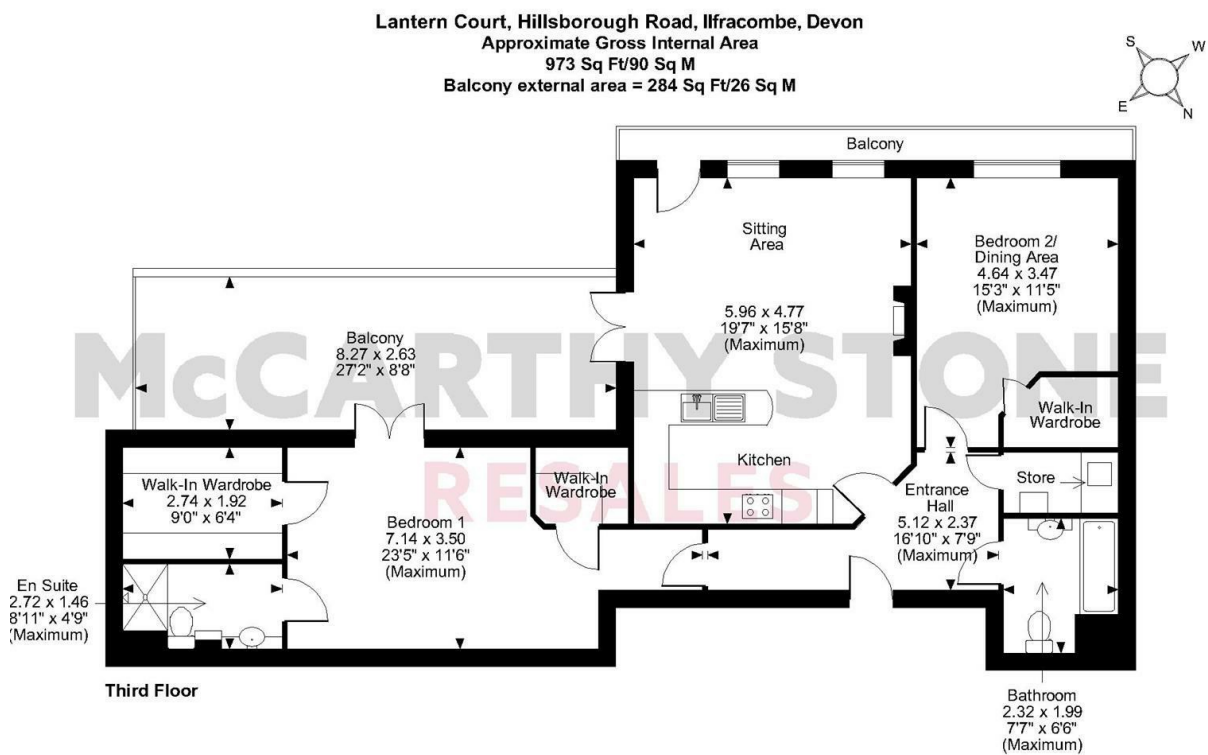 Lantern Court, Hillsborough Road, Ilfracombe, Devon
Approximate Gross Internal Area
973 Sq Ft/90 Sq M
Balcony external area = 284 Sq Ft/26 Sq M
S
W
E
N
Balcony
Sitting
Area
5.96 x 4.77
19'7" x 15'8"
(Maximum)
Bedroom 2/
Dining Area
4.64 x 3.47
15'3" x 11'5"
(Maximum)
Balcony
8.27 x 2.63
27'2" x 8'8"
McCARTHY STONE
RESALES
Walk-In
Wardrobe
Kitchen
Walk-In Wardrobe
2.74 x 1.92
9'0" x 6'4"
Walk-In
Wardrobe
Store
Entrance
Hall
5.12 x 2.37
16'10" x 7'9"
(Maximum)
Bedroom 1
7.14 x 3.50
23'5" x 11'6"
(Maximum)
En Suite
2.72 x 1.46
8'11" x 4'9"
(Maximum)
Third Floor
Bathroom
2.32 x 1.99
7'7" x 6'6"
(Maximum)